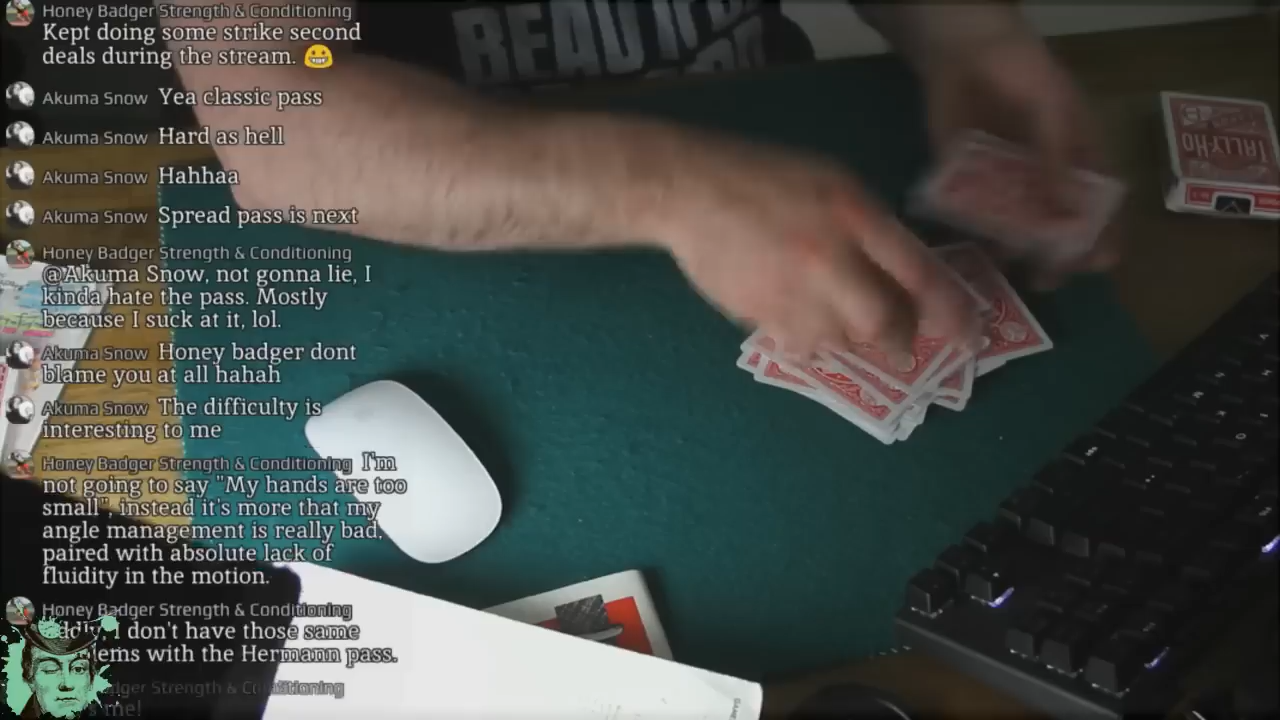 Honey Badger Strength & Conditioning
Kept doing some strike second
deals during the stream. 😬
Akuma Snow Yea classic pass
Akuma Snow Hard as hell
Akuma Snow Hahhaa
Akuma Snow Spread pass is next
Honey Badger Strength & Conditioning
@Akuma Snow, not gonna lie, I
kinda hate the pass. Mostly
because I suck at it, lol.
Akuma Snow Honey badger dont
blame you at all hahah
Akuma Snow The difficulty is
interesting to me
Honey Badger Strength & Conditioning I'm
not going to say "My hands are too
small", instead it's more that my
angle management is really bad,
paired with absolute lack of
fluidity in the motion.
Honey Badger Strength & Conditioning
I don't have those same
with the Hermann pass.
Strength & Conditioning
me!
BEAUTIFUL
TALLY-HO